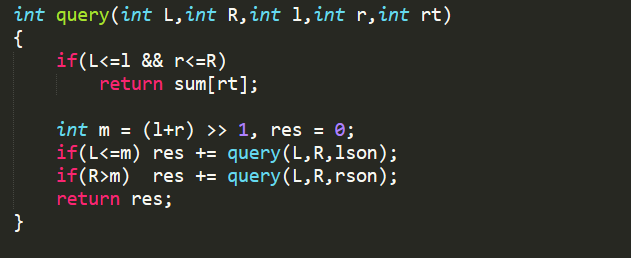 int query(int L,int R,int l,int r,int rt)
{
    if(L<=l && r<=R)
        return sum[rt];

    int m = (l+r) >> 1, res = 0;
    if(L<=m) res += query(L,R,lson);
    if(R>m)  res += query(L,R,rson);
    return res;
}